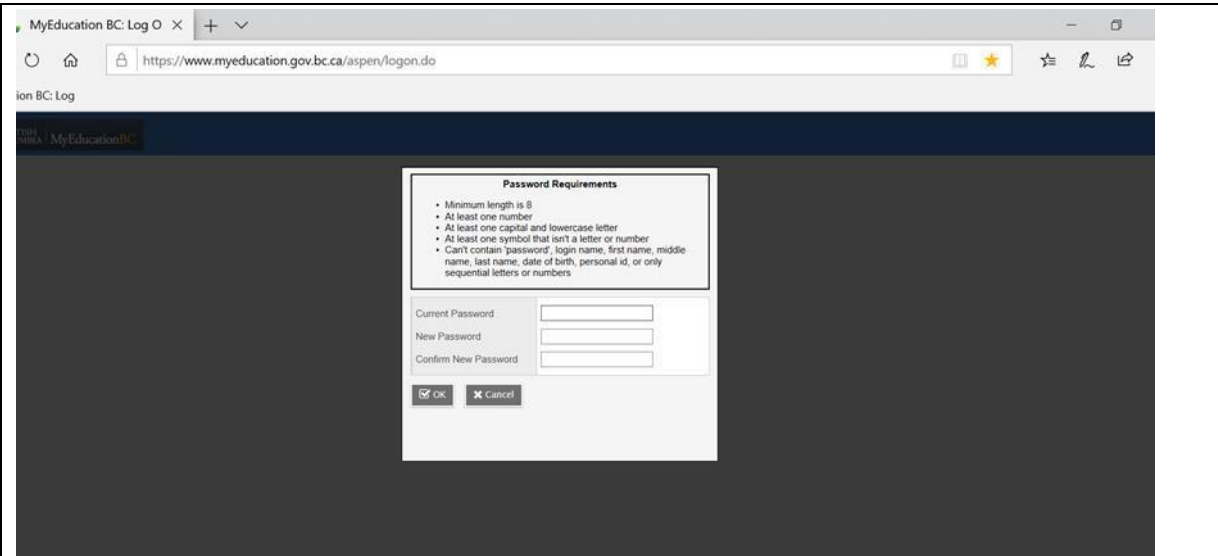 MyEducation BC: Log O
https://www.myeducation.gov.bc.ca/aspen/logon.do
ion BC: Log
MyEducationBC
Password Requirements
• Minimum length is 8
• At least one number
• At least one capital and lowercase letter
• At least one symbol that isn't a letter or number
• Can't contain 'password', login name, first name, middle
name, last name, date of birth, personal id, or only
sequential letters or numbers
Current Password
New Password
Confirm New Password
OK Cancel